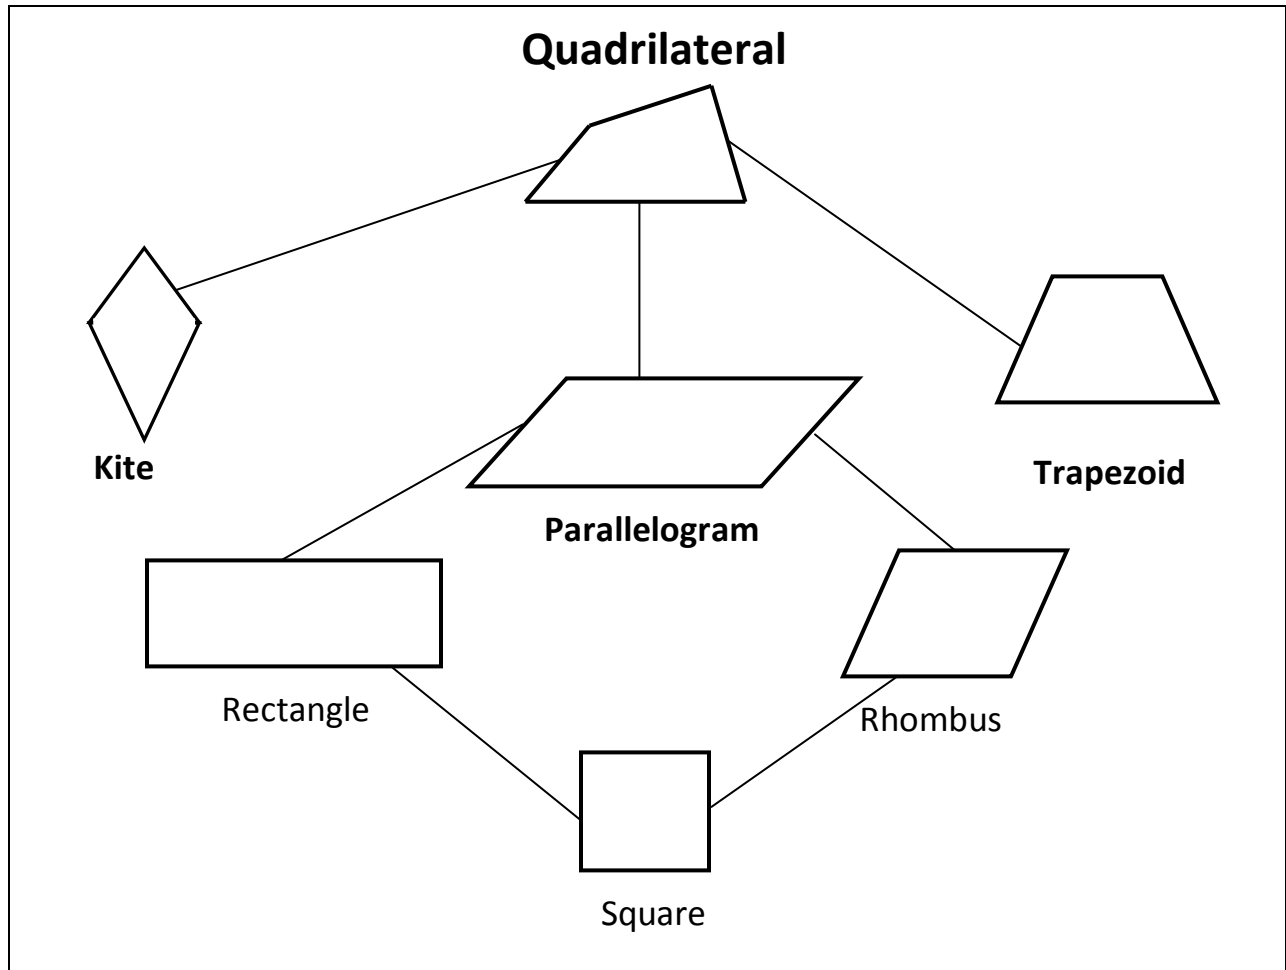 Quadrilateral
Kite
Trapezoid
Parallelogram
Rectangle
Rhombus
Square